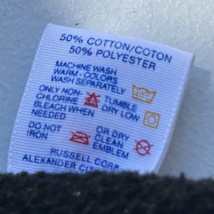 50% COTTON/COTON
50% POLYESTER
MACHINE WASH
WARM - COLORS
SEPARATELY
ONLY NON-
CHLORINE TUMBLE
BLEACH WHEN DRY LOW
NEEDED
DO NOT OR DRY
IRON CLEAN
EMBLEM
RUSSELL CORP.
ALEXANDER